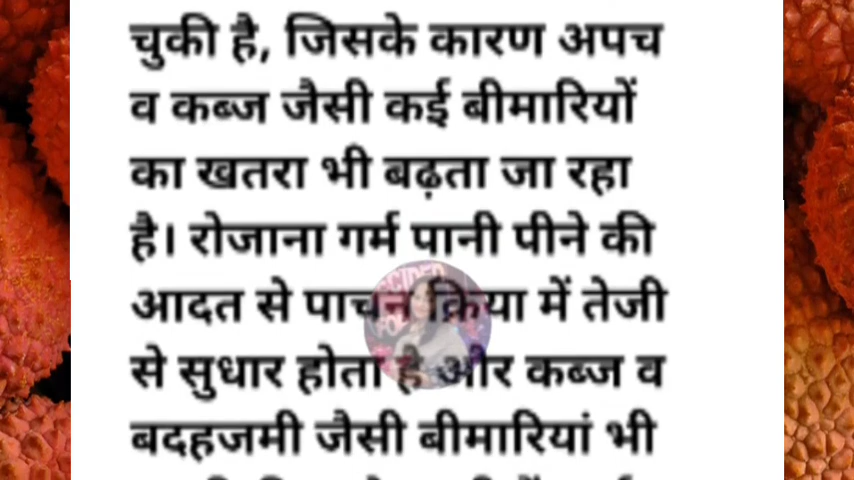 चुकी है, जिसके कारण अपच
व कब्ज जैसी कई बीमारियों
का खतरा भी बढ़ता जा रहा
है। रोजाना गर्म पानी पीने की
आदत से पाचन क्रिया में तेजी
से सुधार होता है और कब्ज व
बदहजमी जैसी बीमारियां भी